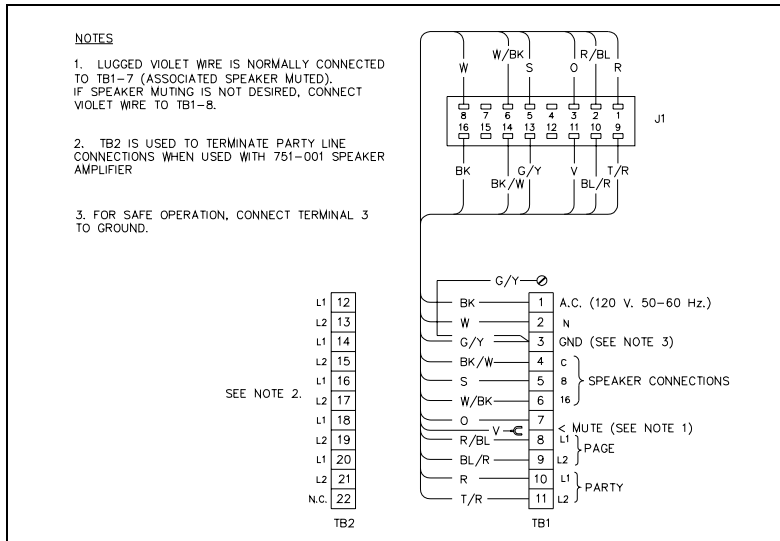 NOTES
1. LUGGED VIOLET WIRE IS NORMALLY CONNECTED
TO TB1-7 (ASSOCIATED SPEAKER MUTED).
IF SPEAKER MUTING IS NOT DESIRED, CONNECT
VIOLET WIRE TO TB1-8.
2. TB2 IS USED TO TERMINATE PARTY LINE
CONNECTIONS WHEN USED WITH 751-001 SPEAKER
AMPLIFIER
3. FOR SAFE OPERATION, CONNECT TERMINAL 3
TO GROUND.
W W/BK S O R/BL R
8 7 6 5 4 3 2 1
16 15 14 13 12 11 10 9
J1
BK BK/W G/Y V BL/R T/R
SEE NOTE 2.
L1 12
L2 13
L1 14
L2 15
L1 16
L2 17
L1 18
L2 19
L1 20
L2 21
N.C. 22
TB2
G/Y
BK 1 A.C. (120 V. 50-60 Hz.)
W 2 N
G/Y 3 GND (SEE NOTE 3)
BK/W 4 C
S 5 8 SPEAKER CONNECTIONS
W/BK 6 16
O 7
V < MUTE (SEE NOTE 1)
R/BL 8 L1
PAGE
BL/R 9 L2
R 10 L1
PARTY
T/R 11 L2
TB1